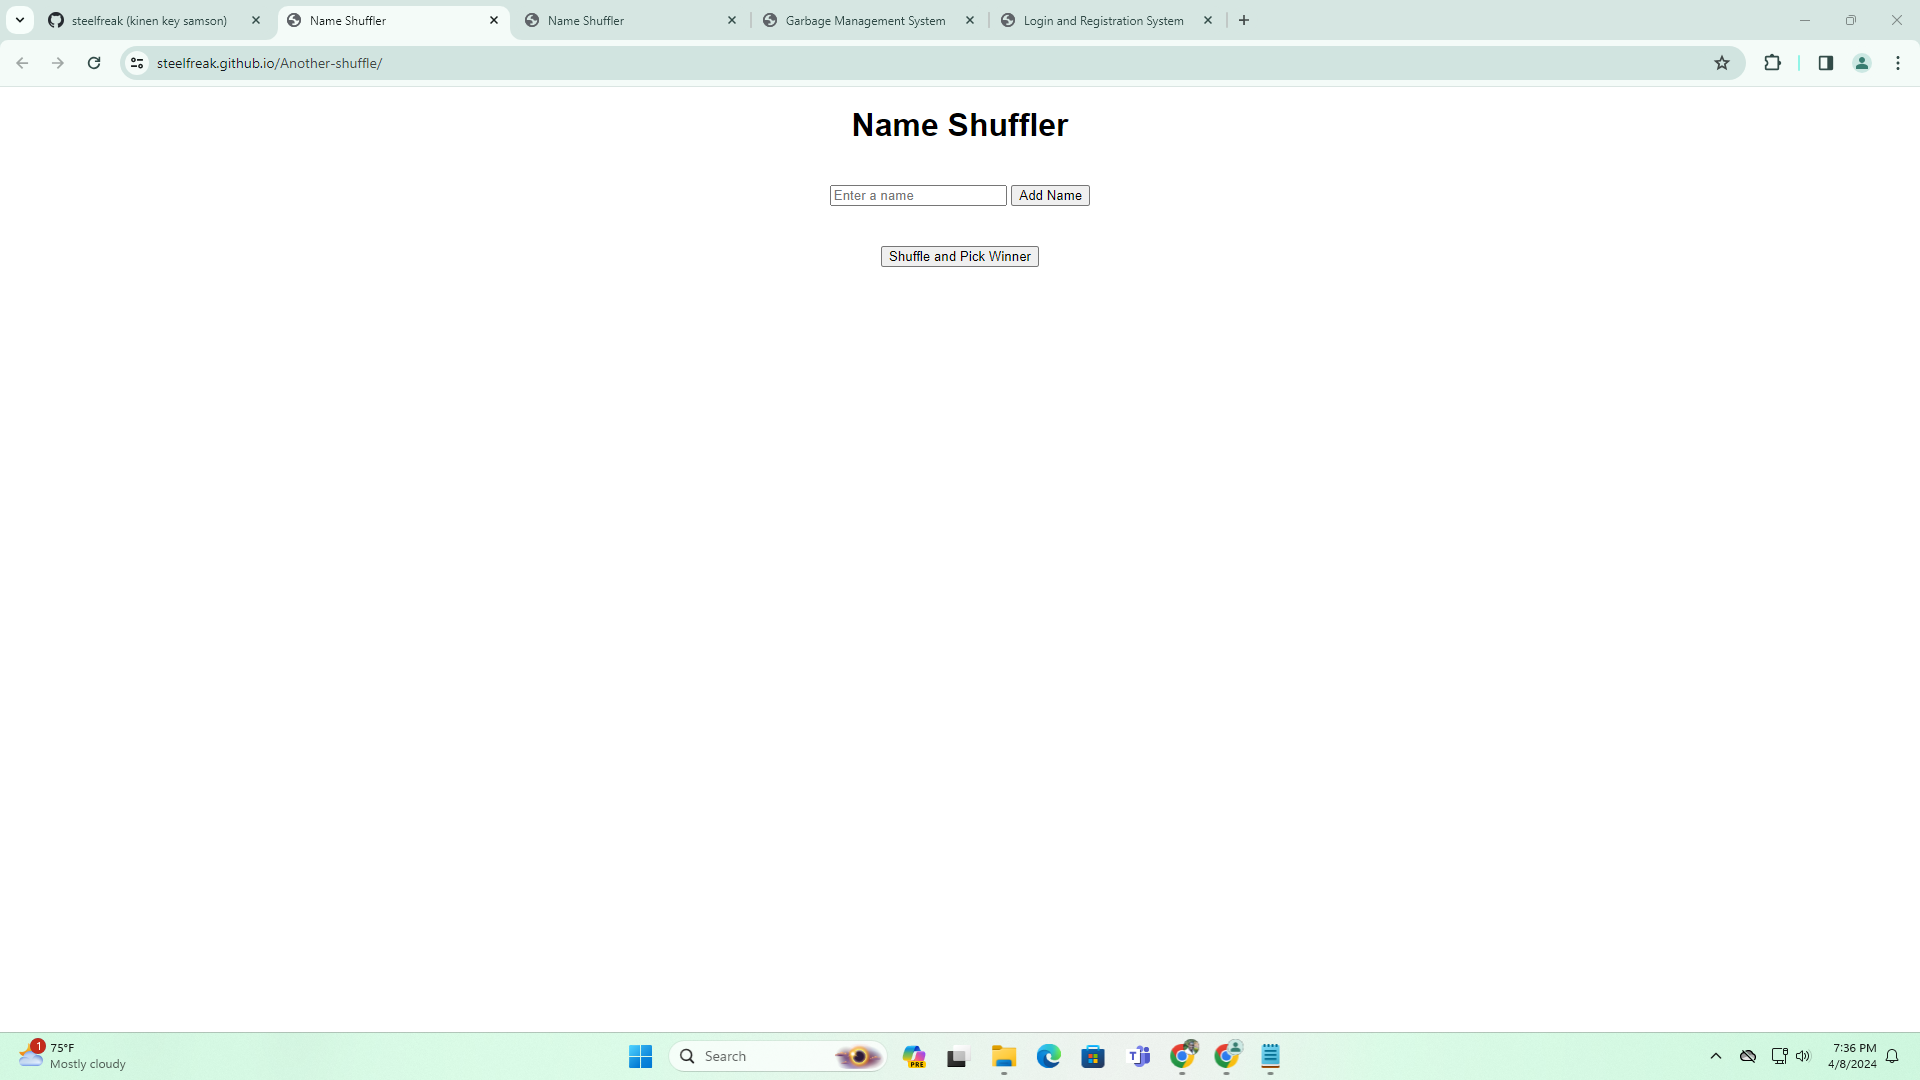 steelfreak (kinen key samson)
Name Shuffler
Name Shuffler
Garbage Management System
Login and Registration System
steelfreak.github.io/Another-shuffle/
Name Shuffler
Enter a name
Add Name
Shuffle and Pick Winner
1
75°F
Mostly cloudy
Search
PRE
7:36 PM
4/8/2024